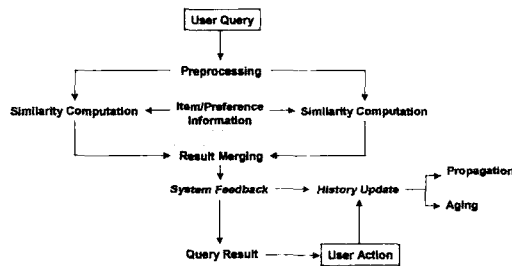 User Query
Preprocessing
Similarity Computation
Item/Preference
Information
Similarity Computation
Result Merging
Propagation
System Feedback
History Update
Aging
Query Result
User Action